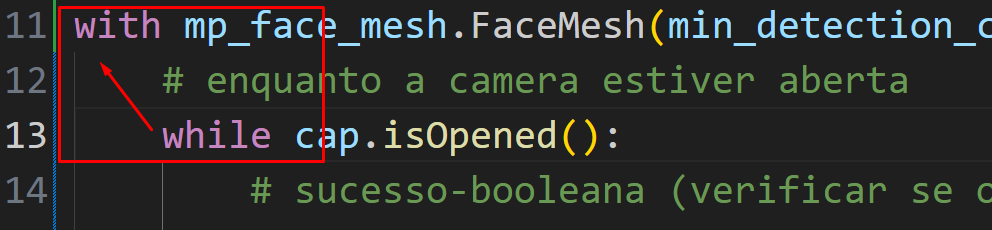 11 with mp_face_mesh.FaceMesh(min_detection_c
12 # enquanto a camera estiver aberta
13 while cap.isOpened():
14 # sucesso-booleana (verificar se o